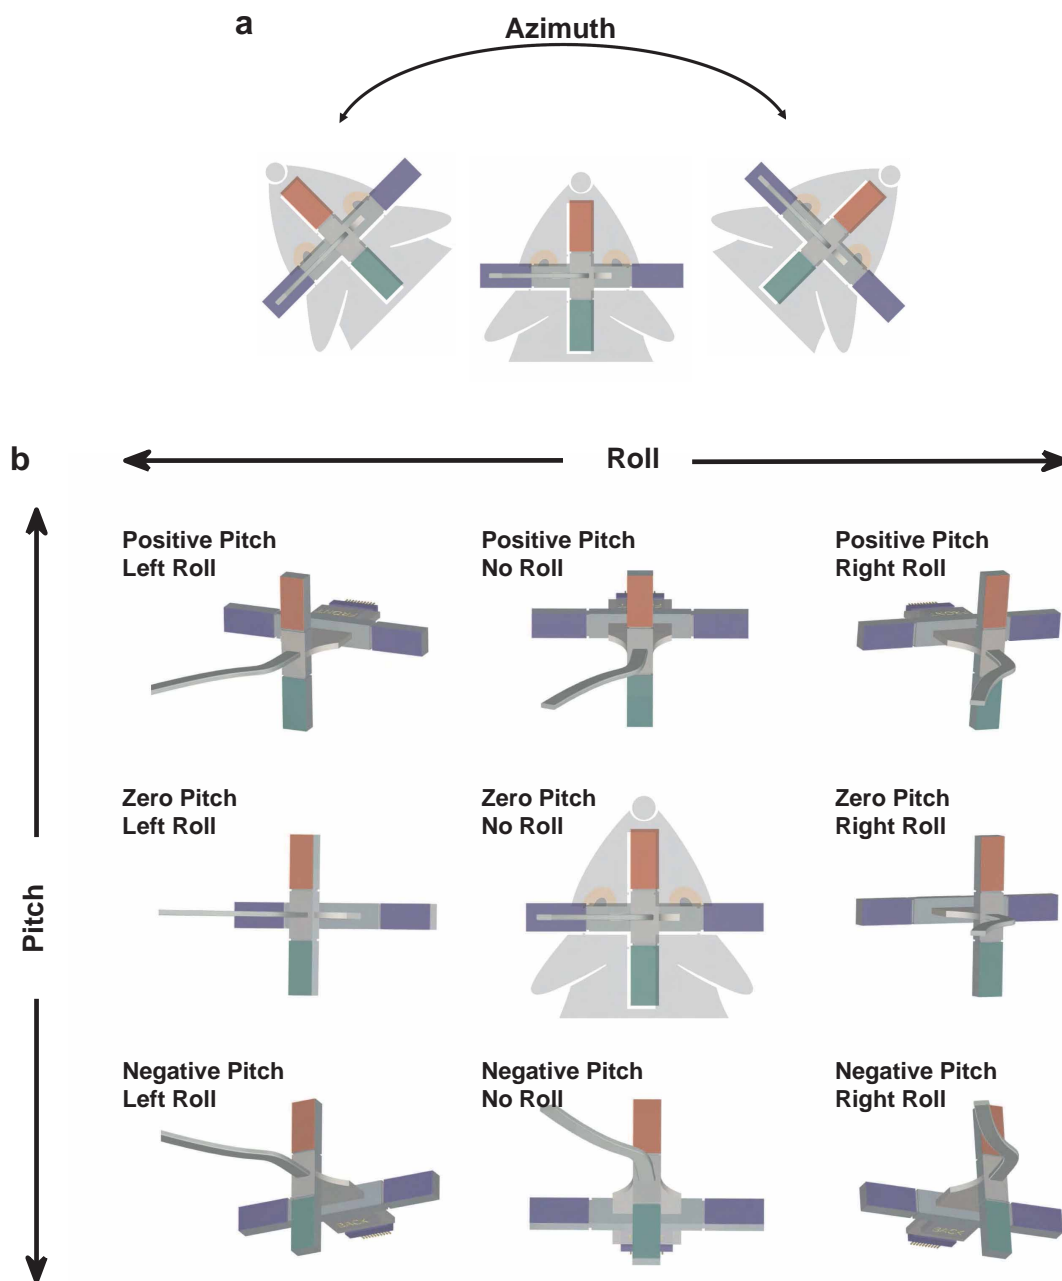 a
Azimuth
b
Roll
Positive Pitch
Left Roll
Positive Pitch
No Roll
Positive Pitch
Right Roll
Zero Pitch
Left Roll
Zero Pitch
No Roll
Zero Pitch
Right Roll
Pitch
Negative Pitch
Left Roll
Negative Pitch
No Roll
Negative Pitch
Right Roll
BACK
BACK